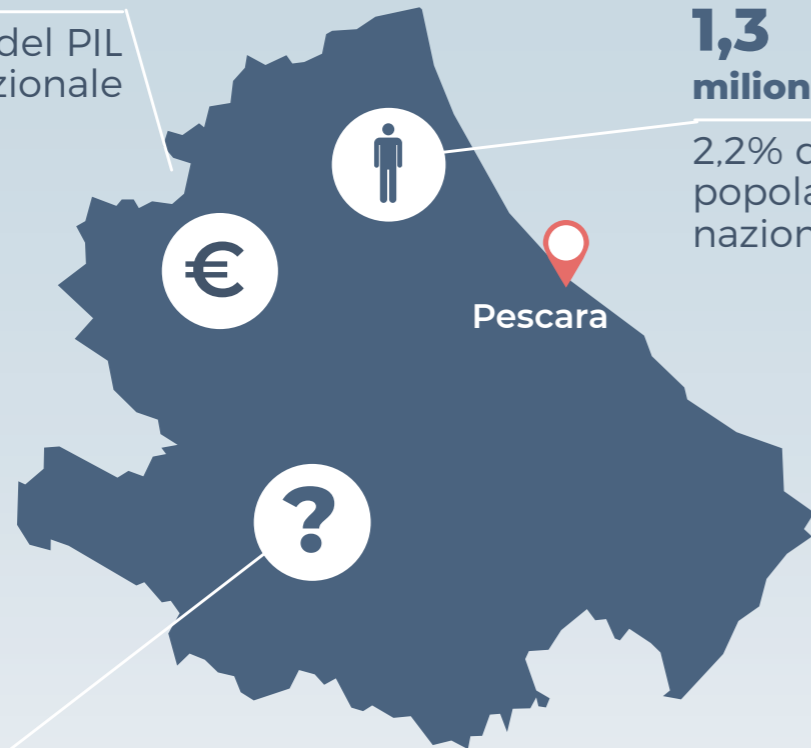 del PIL
zionale
1,3
milion
2,2% d
popola
nazion
€
Pescara
?